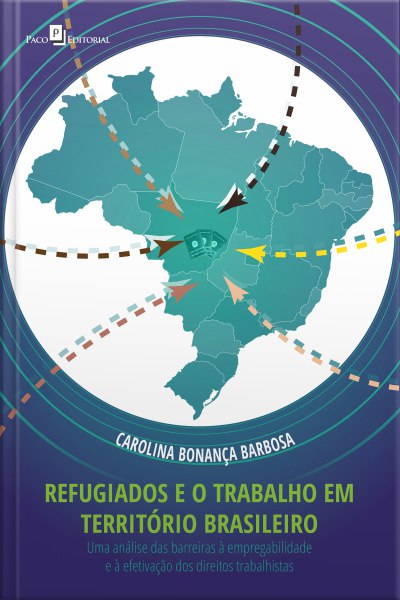 PACO EDITORIAL
CAROLINA BONANÇA BARBOSA
REFUGIADOS E O TRABALHO EM
TERRITÓRIO BRASILEIRO
Uma análise das barreiras à empregabilidade
e à efetivação dos direitos trabalhistas